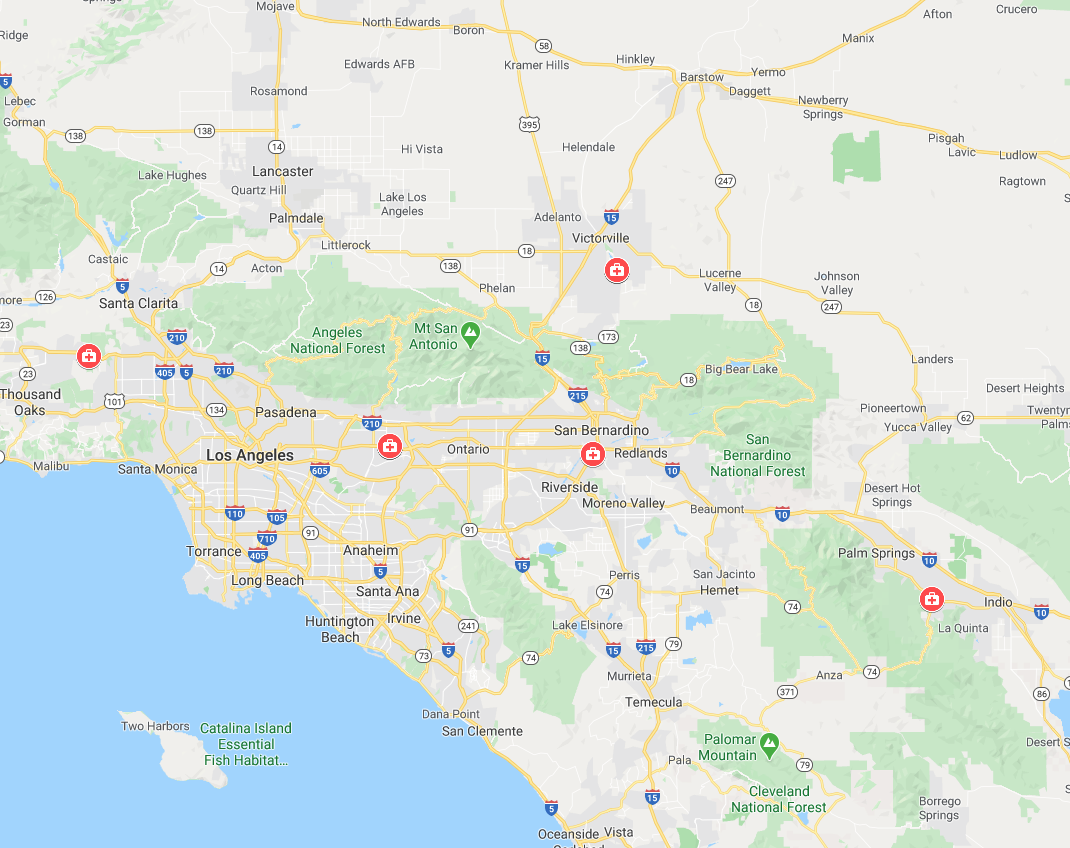 Springs
Mojave
North Edwards
Boron
Afton
Crucero
Ridge
58
Manix
5
Edwards AFB
Kramer Hills
Hinkley
Barstow
Yermo
Daggett
Lebec
Rosamond
Newberry
Springs
Gorman
138
138
395
14
Hi Vista
Helendale
Pisgah
Lavic
Ludlow
Lake Hughes
Lancaster
Quartz Hill
247
Ragtown
Lake Los
Angeles
Palmdale
Adelanto
15
Victorville
Littlerock
18
Castaic
14
Acton
138
Lucerne
Valley
Johnson
Valley
5
Phelan
more
126
Santa Clarita
18
247
23
210
Angeles
National Forest
Mt San
Antonio
173
138
15
Landers
405
5
210
Big Bear Lake
23
18
Desert Heights
Thousand
Oaks
101
134
Pasadena
215
Pioneertown
62
Twentyn
Palms
Yucca Valley
210
San Bernardino
Los Angeles
Ontario
Redlands
San
Bernardino
National Forest
Malibu
Santa Monica
605
10
Riverside
Desert Hot
Springs
Moreno Valley
Beaumont
10
110
105
91
91
710
Torrance
405
Anaheim
15
Palm Springs
10
5
Long Beach
Perris
San Jacinto
Hemet
Santa Ana
74
74
Indio
10
Huntington
Beach
Irvine
241
Lake Elsinore
La Quinta
73
5
74
15
215
79
Murrieta
Anza
74
371
86
Temecula
Dana Point
San Clemente
Two Harbors
Catalina Island
Essential
Fish Habitat...
Palomar
Mountain
Desert S
Pala
79
Cleveland
National Forest
15
5
Borrego
Springs
Oceanside
Vista